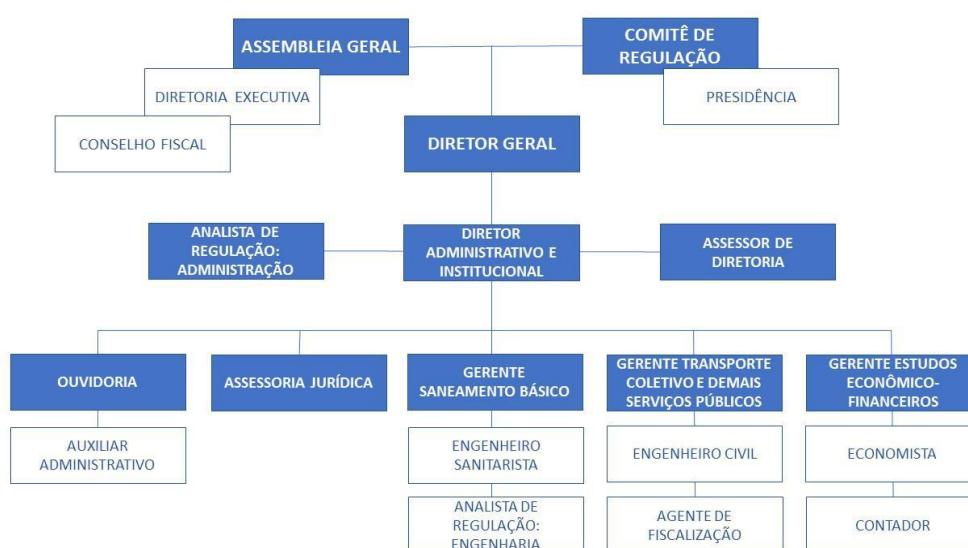 ASSEMBLEIA GERAL
COMITÊ DE
REGULAÇÃO
DIRETORIA EXECUTIVA
PRESIDÊNCIA
CONSELHO FISCAL
DIRETOR GERAL
ANALISTA DE
REGULAÇÃO:
ADMINISTRAÇÃO
DIRETOR
ADMINISTRATIVO E
INSTITUCIONAL
ASSESSOR DE
DIRETORIA
OUVIDORIA
ASSESSORIA JURÍDICA
GERENTE
SANEAMENTO BÁSICO
GERENTE TRANSPORTE
COLETIVO E DEMAIS
SERVIÇOS PÚBLICOS
GERENTE ESTUDOS
ECONÔMICO-
FINANCEIROS
AUXILIAR
ADMINISTRATIVO
ENGENHEIRO
SANITARISTA
ENGENHEIRO CIVIL
ECONOMISTA
ANALISTA DE
REGULAÇÃO:
ENGENHARIA
AGENTE DE
FISCALIZAÇÃO
CONTADOR